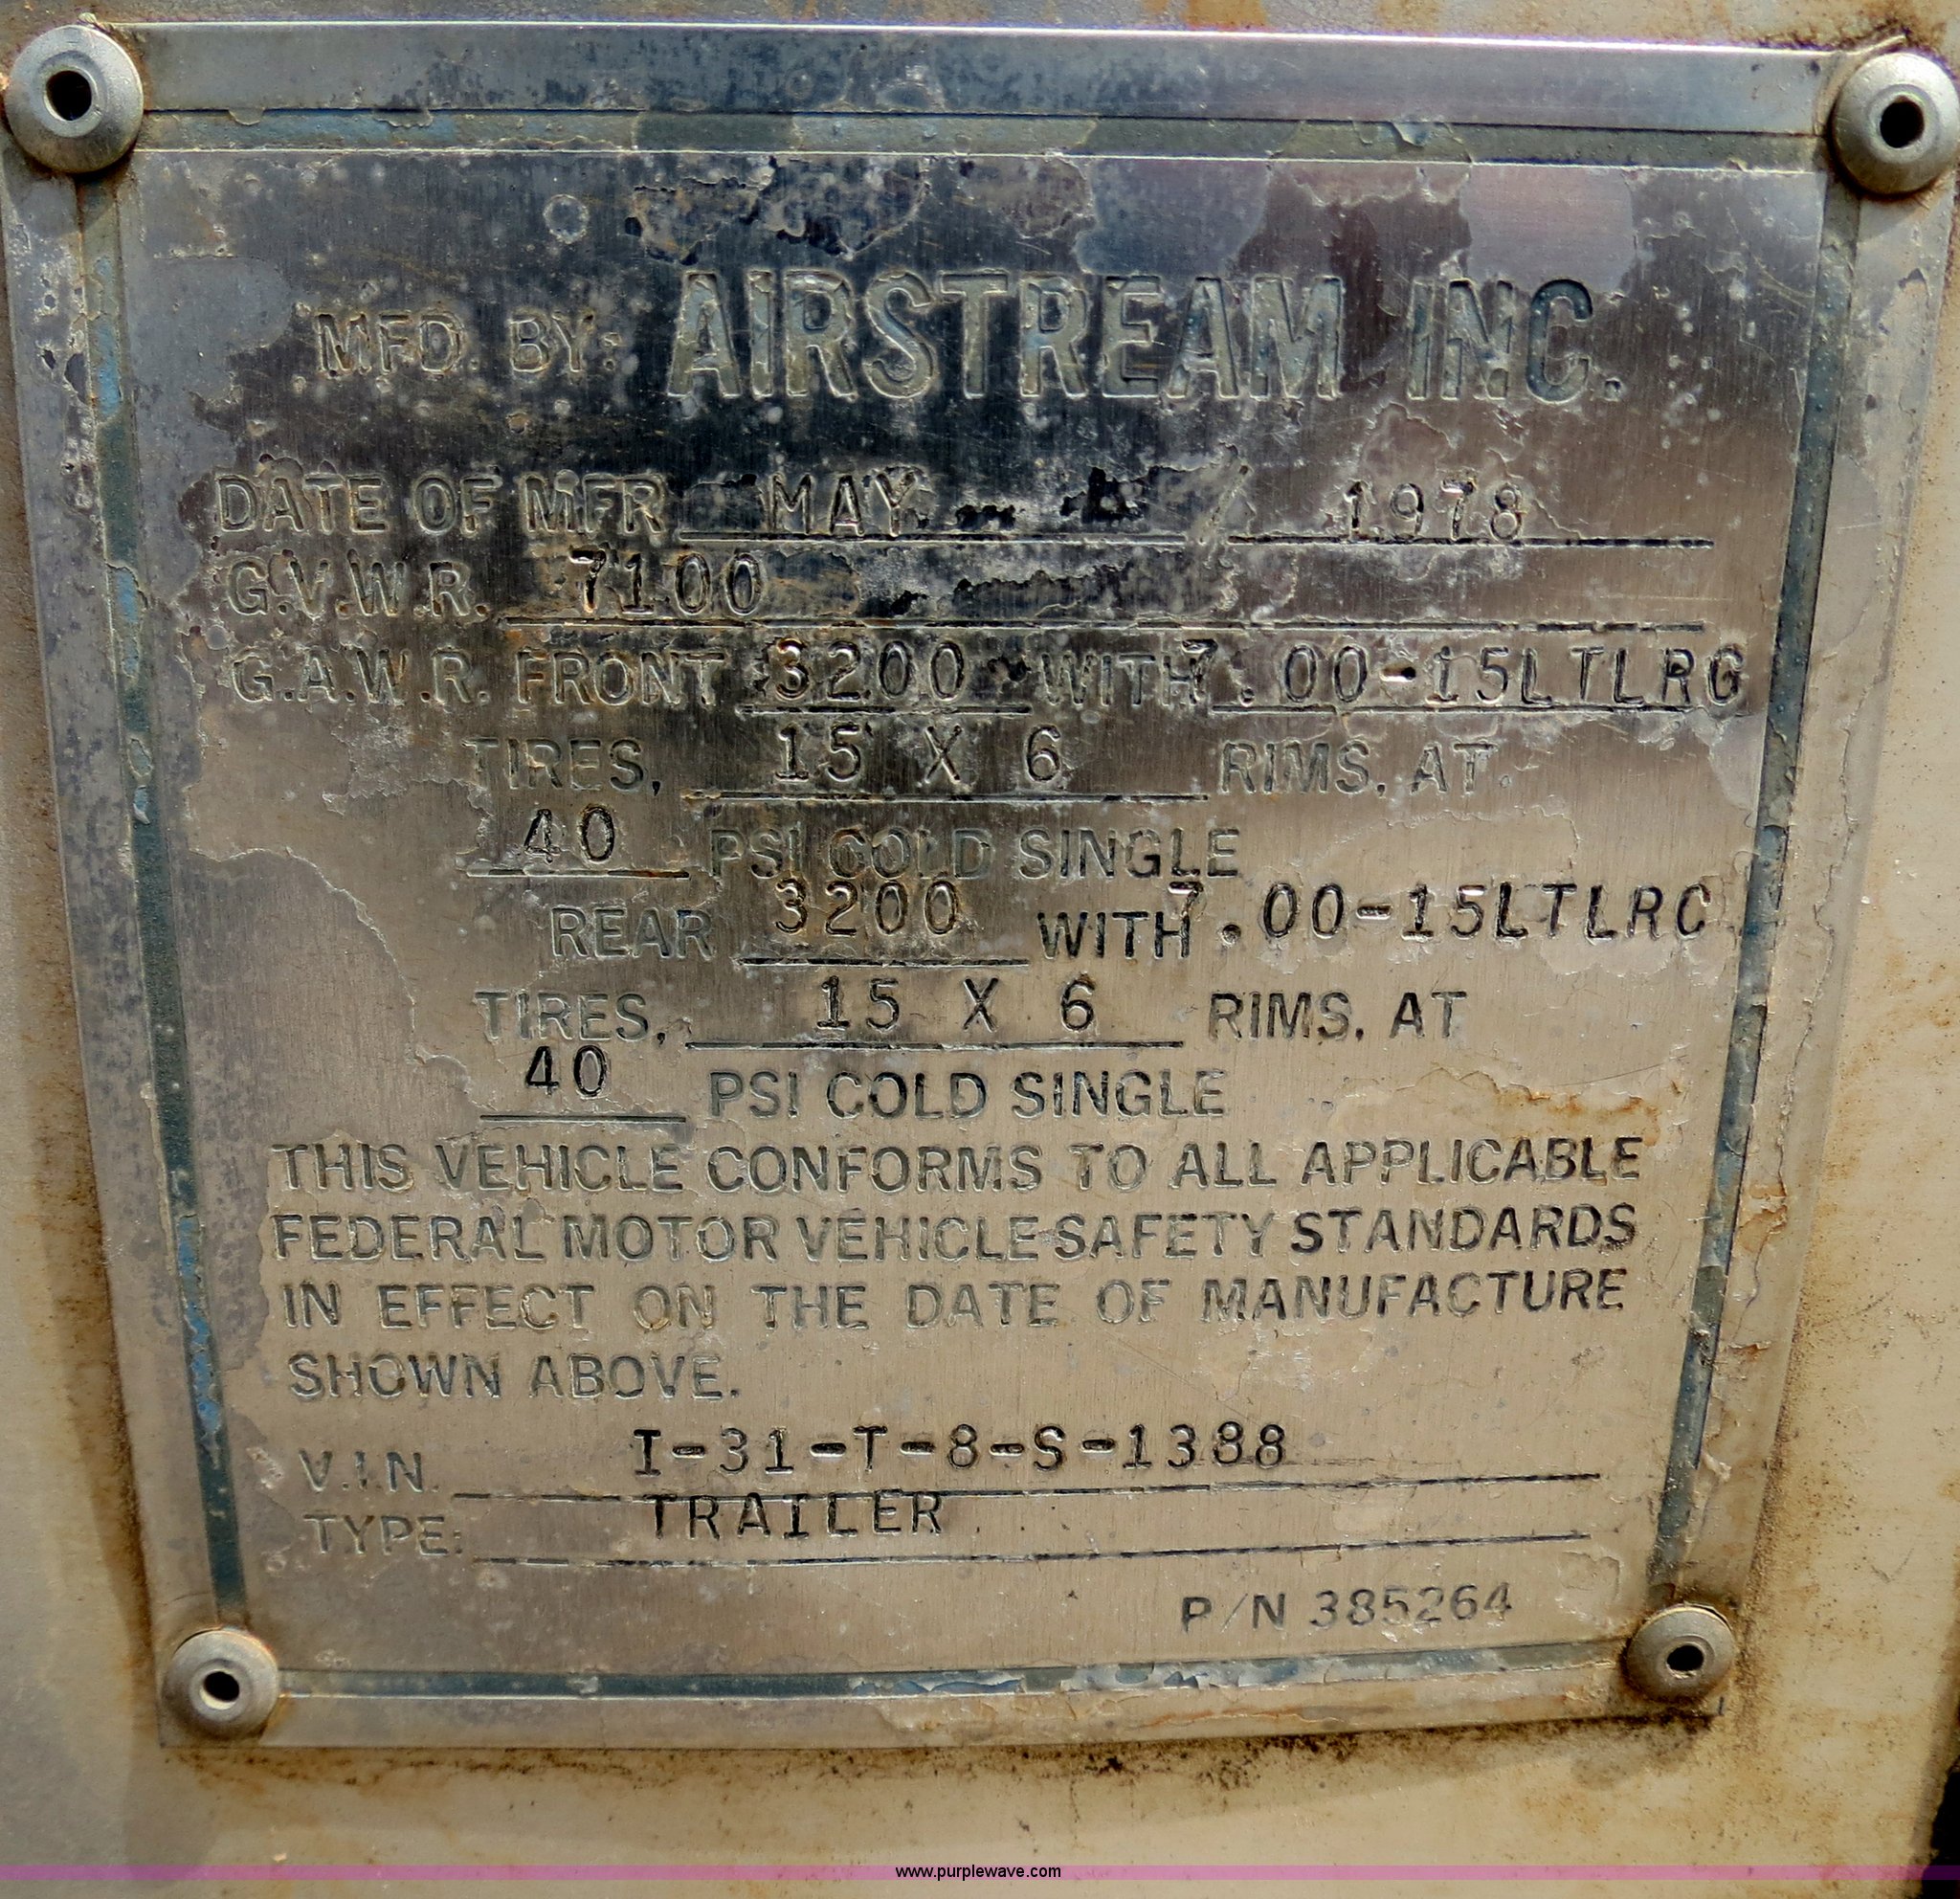 MFD. BY: AIRSTREAM INC.
DATE OF MFR MAY / 1978
G.V.W.R. 7100
G.A.W.R. FRONT 3200 WITH 7.00-15LTLRG
TIRES, 15 X 6 RIMS, AT
40 PSI COLD SINGLE
REAR 3200 WITH 7.00-15LTLRC
TIRES, 15 X 6 RIMS, AT
40 PSI COLD SINGLE
THIS VEHICLE CONFORMS TO ALL APPLICABLE
FEDERAL MOTOR VEHICLE SAFETY STANDARDS
IN EFFECT ON THE DATE OF MANUFACTURE
SHOWN ABOVE.
V.I.N. I-31-T-8-S-1388
TYPE: TRAILER
P/N 385264
www.purplewave.com